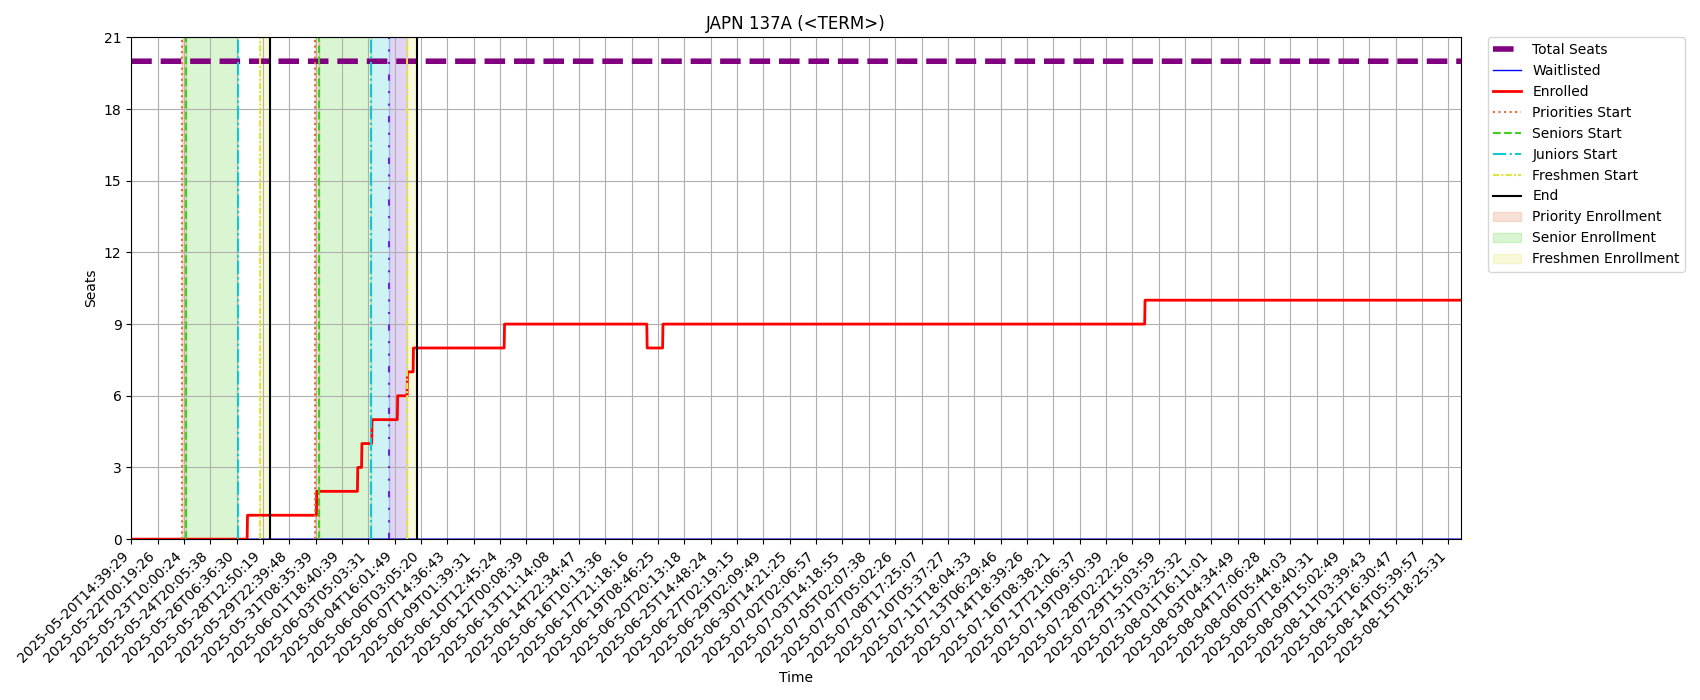 JAPN 137A (<TERM>)
21
18
15
12
9
6
3
0
Seats
2025-05-20T14:39:29
2025-05-22T00:19:26
2025-05-23T10:00:24
2025-05-24T20:05:38
2025-05-26T06:36:30
2025-05-28T12:50:19
2025-05-29T22:39:48
2025-05-31T08:35:39
2025-06-01T18:40:39
2025-06-03T05:03:31
2025-06-04T16:01:49
2025-06-06T03:05:20
2025-06-07T14:36:43
2025-06-09T01:39:31
2025-06-10T12:45:24
2025-06-12T00:08:39
2025-06-13T11:14:08
2025-06-14T22:34:47
2025-06-16T10:13:36
2025-06-17T21:18:16
2025-06-19T08:46:25
2025-06-20T20:13:18
2025-06-25T14:48:24
2025-06-27T02:19:15
2025-06-29T02:09:49
2025-06-30T14:21:25
2025-07-02T02:06:57
2025-07-03T14:18:55
2025-07-05T02:07:38
2025-07-07T05:02:26
2025-07-08T17:25:07
2025-07-10T05:37:27
2025-07-11T18:04:33
2025-07-13T06:29:46
2025-07-14T18:39:26
2025-07-16T08:38:21
2025-07-17T21:06:37
2025-07-19T09:50:39
2025-07-28T02:22:26
2025-07-29T15:03:59
2025-07-31T03:25:32
2025-08-01T16:11:01
2025-08-03T04:34:49
2025-08-04T17:06:28
2025-08-06T05:44:03
2025-08-07T18:40:31
2025-08-09T15:02:49
2025-08-11T03:39:43
2025-08-12T16:30:47
2025-08-14T05:39:57
2025-08-15T18:25:31
Time
Total Seats
Waitlisted
Enrolled
Priorities Start
Seniors Start
Juniors Start
Freshmen Start
End
Priority Enrollment
Senior Enrollment
Freshmen Enrollment